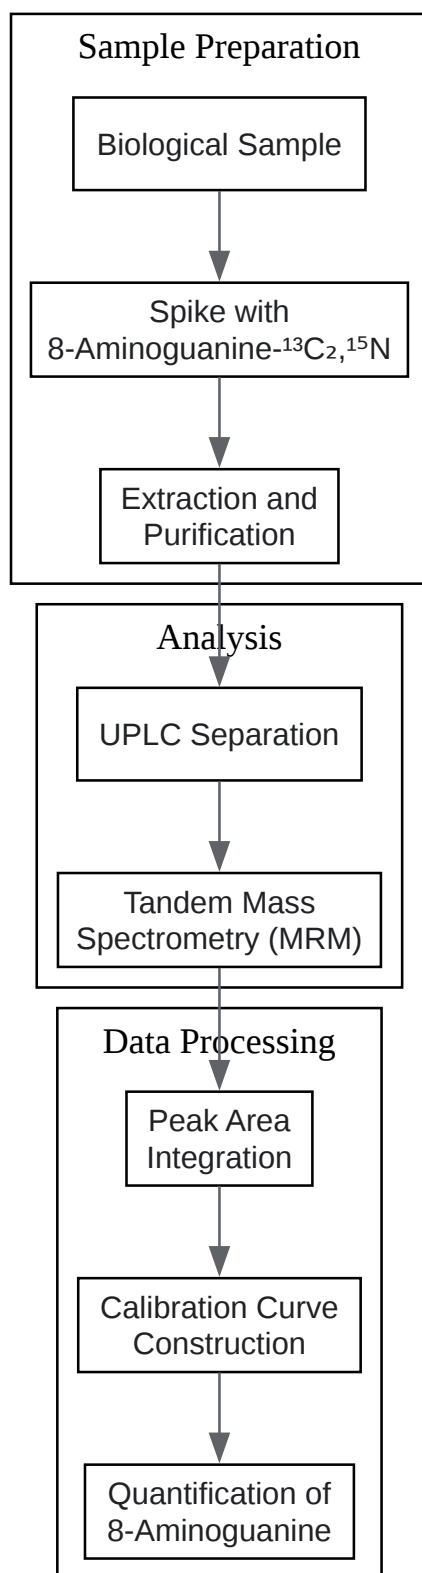 Sample Preparation
Biological Sample
Spike with
8-Aminoguanine-¹³C₂,¹⁵N
Extraction and
Purification
Analysis
UPLC Separation
Tandem Mass
Spectrometry (MRM)
Data Processing
Peak Area
Integration
Calibration Curve
Construction
Quantification of
8-Aminoguanine